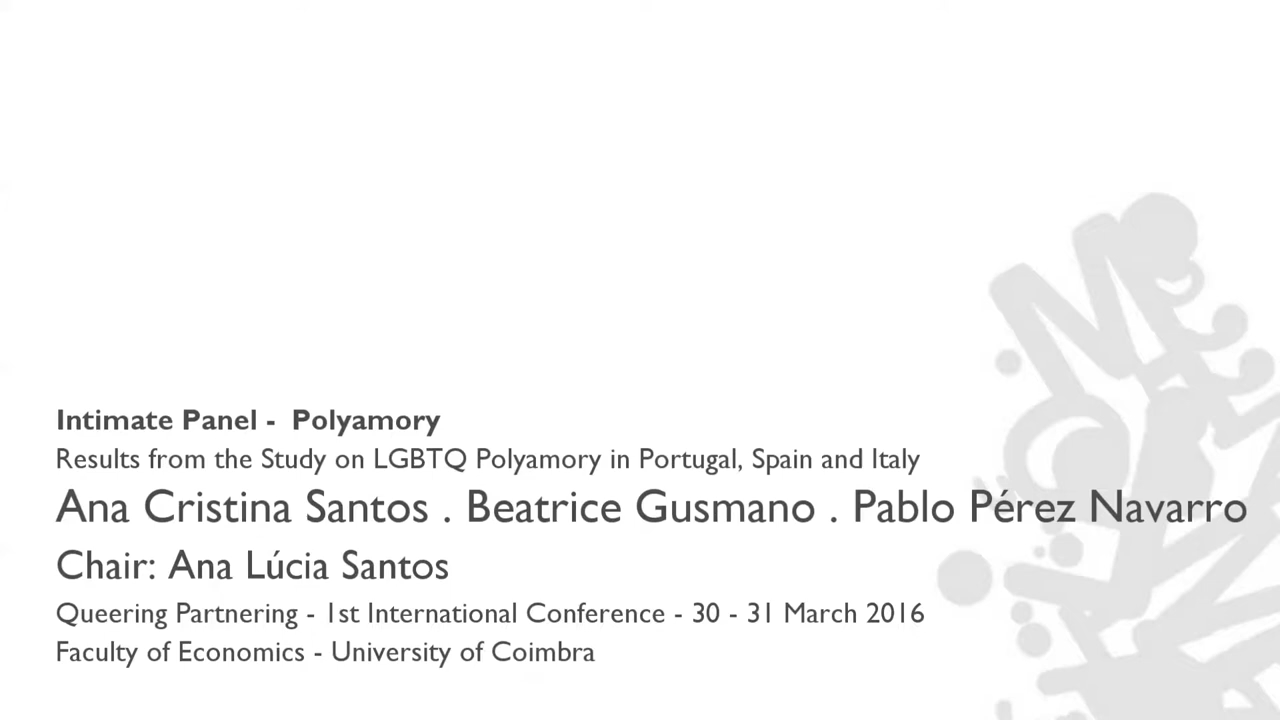 Intimate Panel -  Polyamory
Results from the Study on LGBTQ Polyamory in Portugal, Spain and Italy
Ana Cristina Santos . Beatrice Gusmano . Pablo Pérez Navarro
Chair: Ana Lúcia Santos
Queering Partnering - 1st International Conference - 30 - 31 March 2016
Faculty of Economics - University of Coimbra